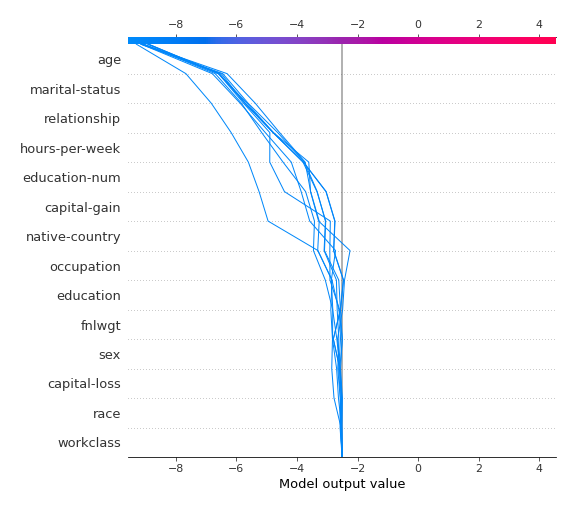 −8 −6 −4 −2 0 2 4
age
marital-status
relationship
hours-per-week
education-num
capital-gain
native-country
occupation
education
fnlwgt
sex
capital-loss
race
workclass
−8 −6 −4 −2 0 2 4
Model output value